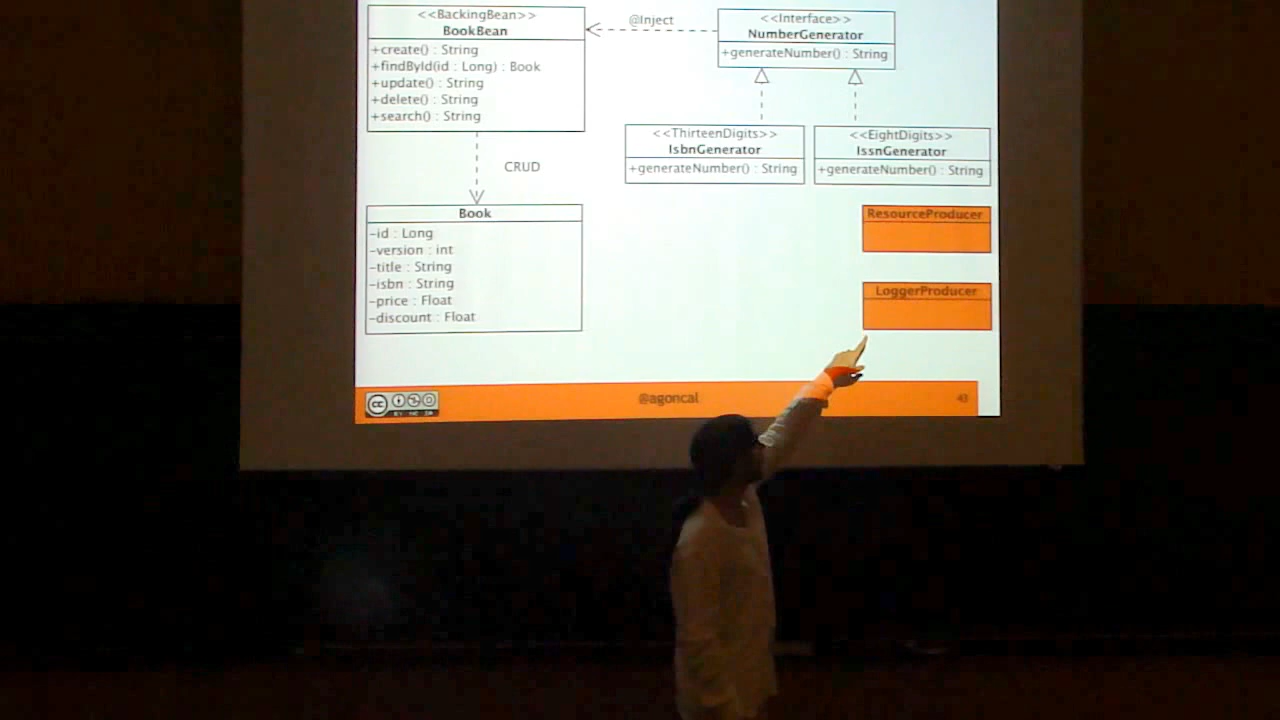 <<BackingBean>>
BookBean
+create() : String
+findById(id : Long) : Book
+update() : String
+delete() : String
+search() : String
@Inject
<<Interface>>
NumberGenerator
+generateNumber() : String
<<ThirteenDigits>>
IsbnGenerator
+generateNumber() : String
<<EightDigits>>
IssnGenerator
+generateNumber() : String
CRUD
Book
-id : Long
-version : int
-title : String
-isbn : String
-price : Float
-discount : Float
ResourceProducer
LoggerProducer
cc
@agoncal
43